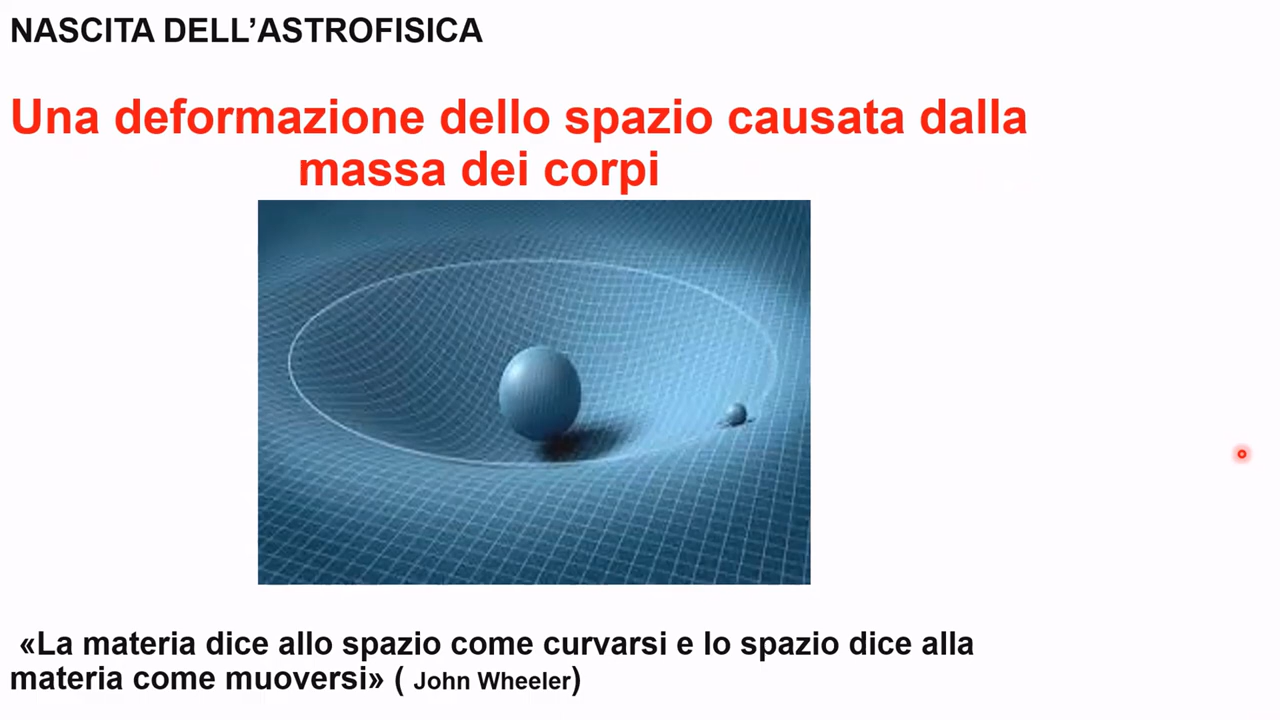 NASCITA DELL’ASTROFISICA
Una deformazione dello spazio causata dalla
massa dei corpi
«La materia dice allo spazio come curvarsi e lo spazio dice alla
materia come muoversi» ( John Wheeler)